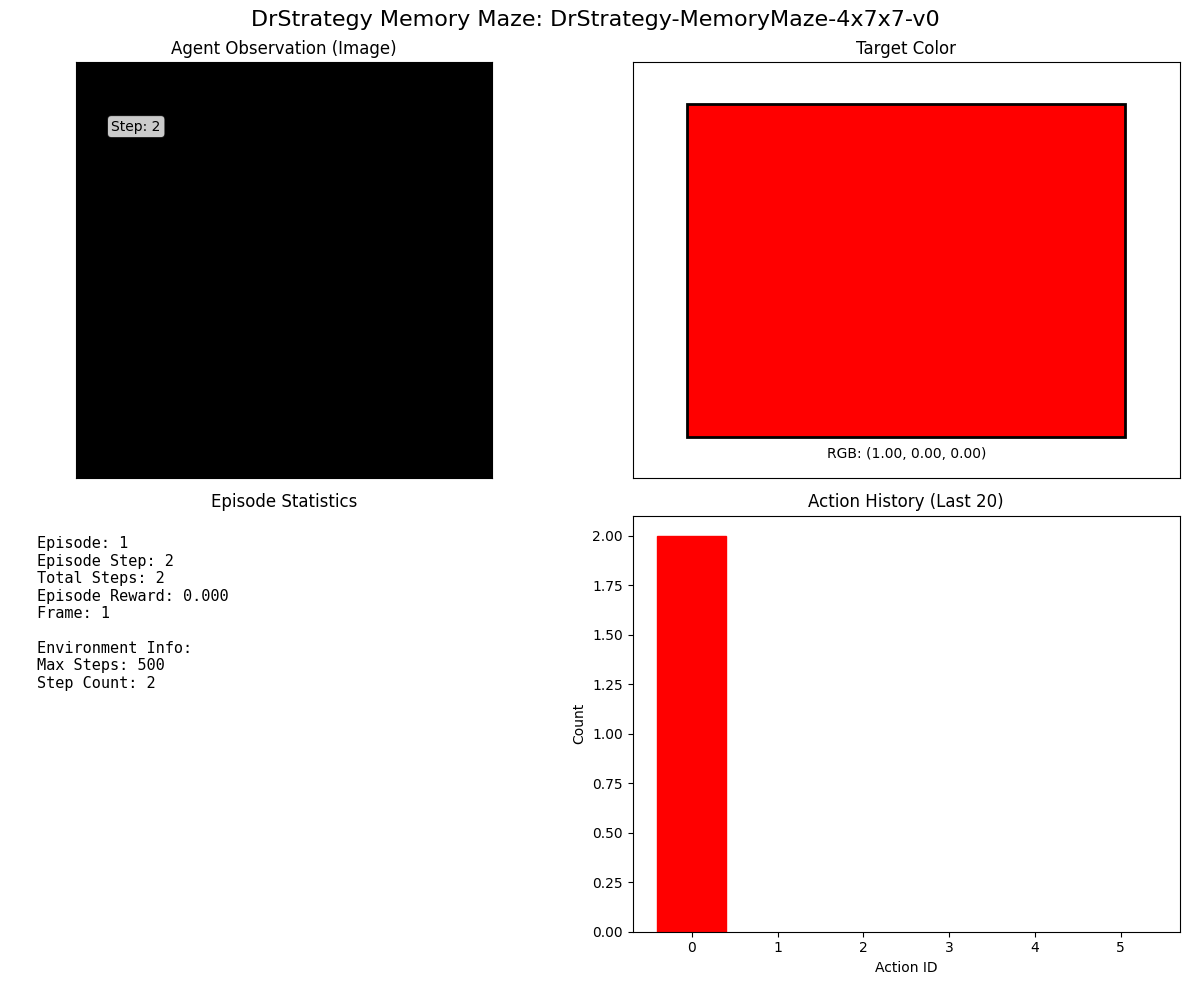 DrStrategy Memory Maze: DrStrategy-MemoryMaze-4x7x7-v0
Agent Observation (Image)
Step: 2
Target Color
RGB: (1.00, 0.00, 0.00)
Episode Statistics
Episode: 1
Episode Step: 2
Total Steps: 2
Episode Reward: 0.000
Frame: 1
Environment Info:
Max Steps: 500
Step Count: 2
Action History (Last 20)
Count
2.00
1.75
1.50
1.25
1.00
0.75
0.50
0.25
0.00
0 1 2 3 4 5
Action ID